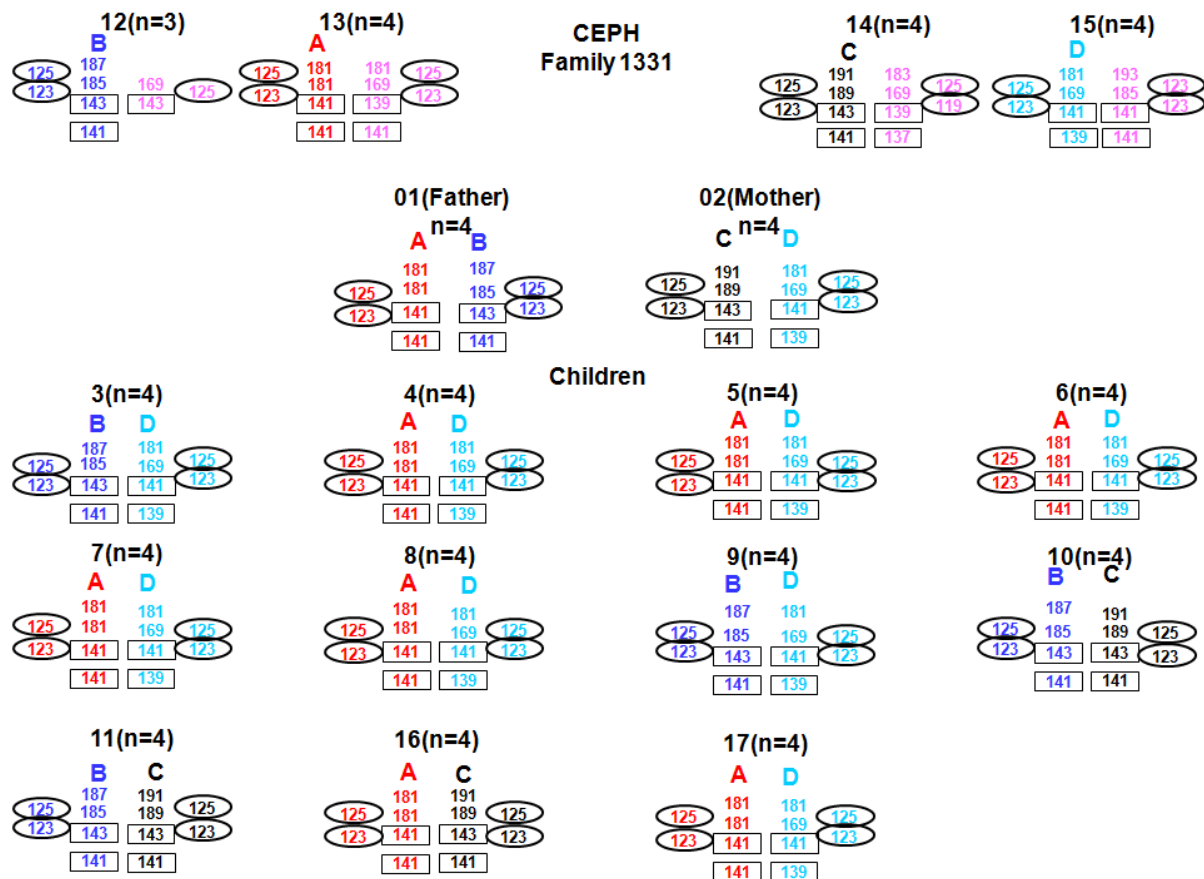 12(n=3) 13(n=4) CEPH 14(n=4) 15(n=4)
Family 1331
B A C D
187 181 181 191 183 181 193
125 185 169 125 181 169 125 125 189 169 125 125 169 185 123
123 143 143 125 123 141 139 123 123 143 139 119 123 141 141 123
141 141 141 141 137 139 141
01(Father) 02(Mother)
n=4 n=4
A B C D
181 187 191 181
125 181 185 125 125 189 169 125
123 141 143 123 123 143 141 123
141 141 141 139
Children
3(n=4) 4(n=4) 5(n=4) 6(n=4)
B D A D A D A D
187 181 181 181 181 181 181 181
125 185 169 125 125 181 169 125 125 181 169 125 125 181 169 125
123 143 141 123 123 141 141 123 123 141 141 123 123 141 141 123
141 139 141 139 141 139 141 139
7(n=4) 8(n=4) 9(n=4) 10(n=4)
A D A D B D B C
181 181 181 181 187 181 187 191
125 181 169 125 125 181 169 125 125 185 169 125 125 185 189 125
123 141 141 123 123 141 141 123 123 143 141 123 123 143 143 123
141 139 141 139 141 139 141 141
11(n=4) 16(n=4) 17(n=4)
B C A C A D
187 191 181 191 181 181
125 185 189 125 125 181 189 125 125 181 169 125
123 143 143 123 123 141 143 123 123 141 141 123
141 141 141 141 141 139